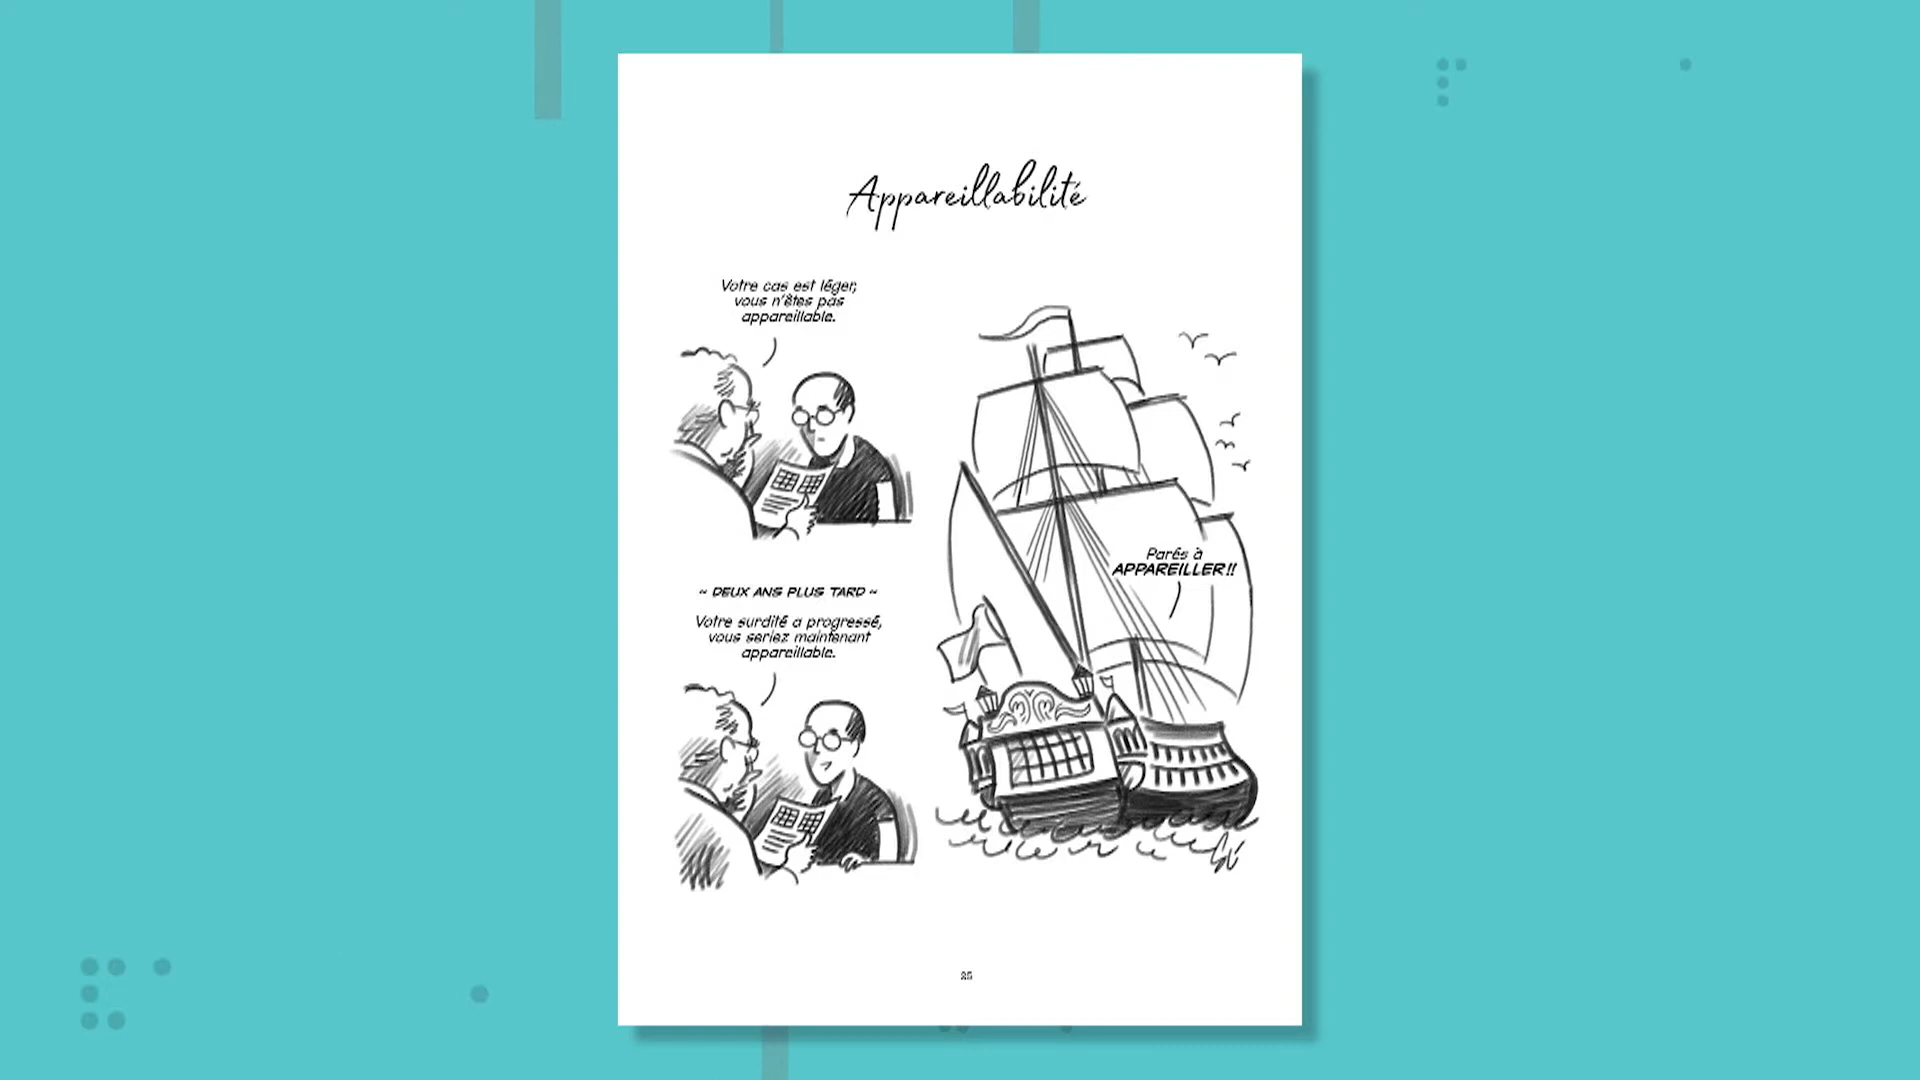 Appareillabilité
Votre cas est léger,
vous n'êtes pas
appareillable.
~ DEUX ANS PLUS TARD ~
Votre surdité a progressé,
vous seriez maintenant
appareillable.
Parés à
APPAREILLER!!
25